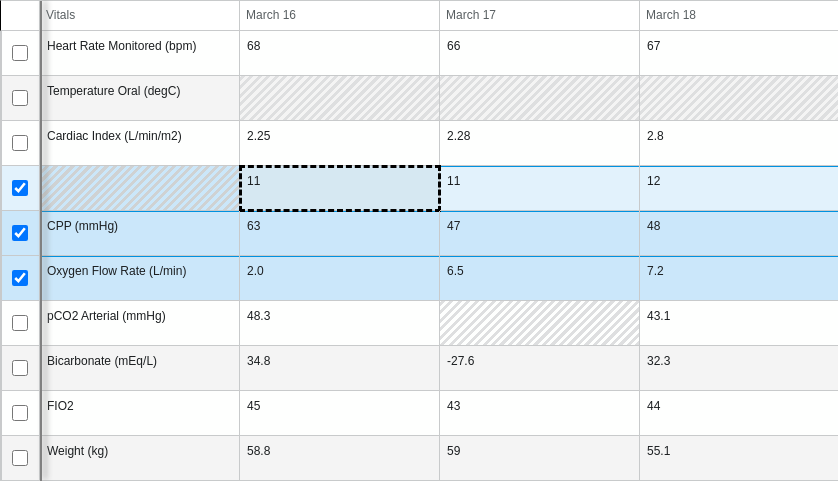 Vitals March 16 March 17 March 18
Heart Rate Monitored (bpm) 68 66 67
Temperature Oral (degC)
Cardiac Index (L/min/m2) 2.25 2.28 2.8
11 11 12
CPP (mmHg) 63 47 48
Oxygen Flow Rate (L/min) 2.0 6.5 7.2
pCO2 Arterial (mmHg) 48.3 43.1
Bicarbonate (mEq/L) 34.8 -27.6 32.3
FIO2 45 43 44
Weight (kg) 58.8 59 55.1